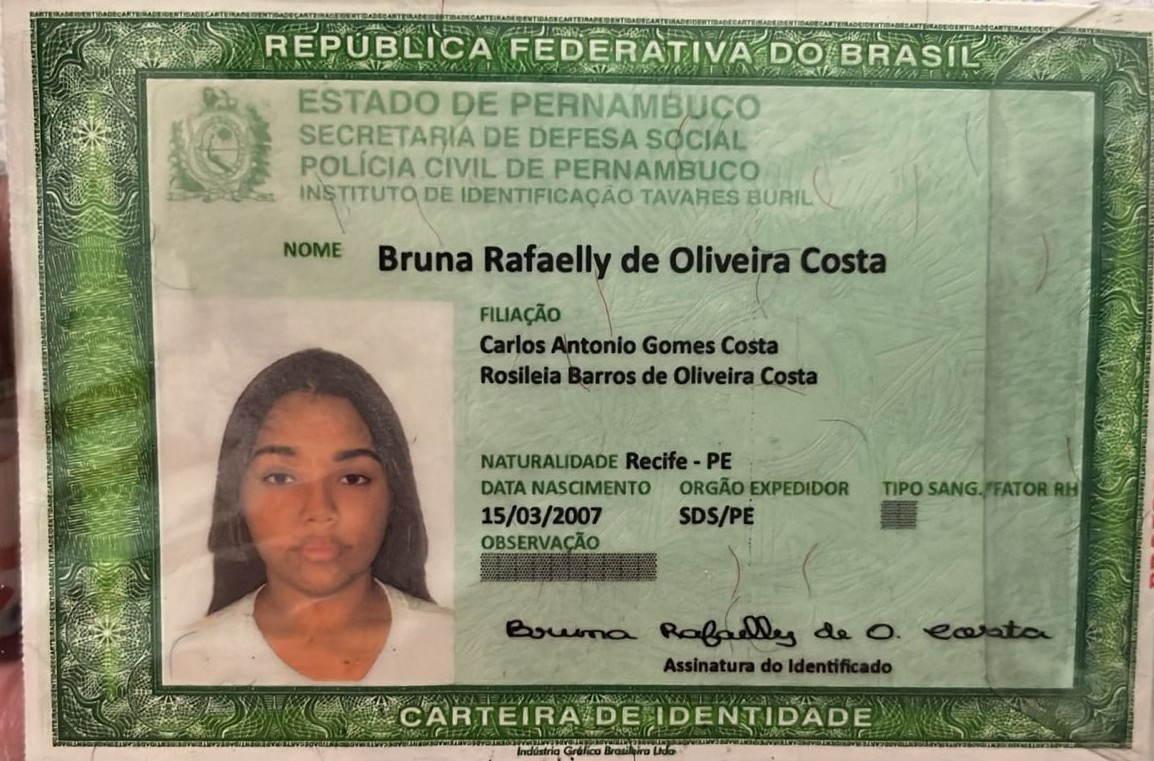 REPÚBLICA FEDERATIVA DO BRASIL
ESTADO DE PERNAMBUCO
SECRETARIA DE DEFESA SOCIAL
POLÍCIA CIVIL DE PERNAMBUCO
INSTITUTO DE IDENTIFICAÇÃO TAVARES BURIL
NOME Bruna Rafaelly de Oliveira Costa
FILIAÇÃO
Carlos Antonio Gomes Costa
Rosileia Barros de Oliveira Costa
NATURALIDADE Recife - PE
DATA NASCIMENTO ORGÃO EXPEDIDOR TIPO SANG./FATOR RH
15/03/2007 SDS/PE
OBSERVAÇÃO
Bruna Rafaelly de O. Costa
Assinatura do Identificado
CARTEIRA DE IDENTIDADE
Indústria Gráfica Brasileira Ltda